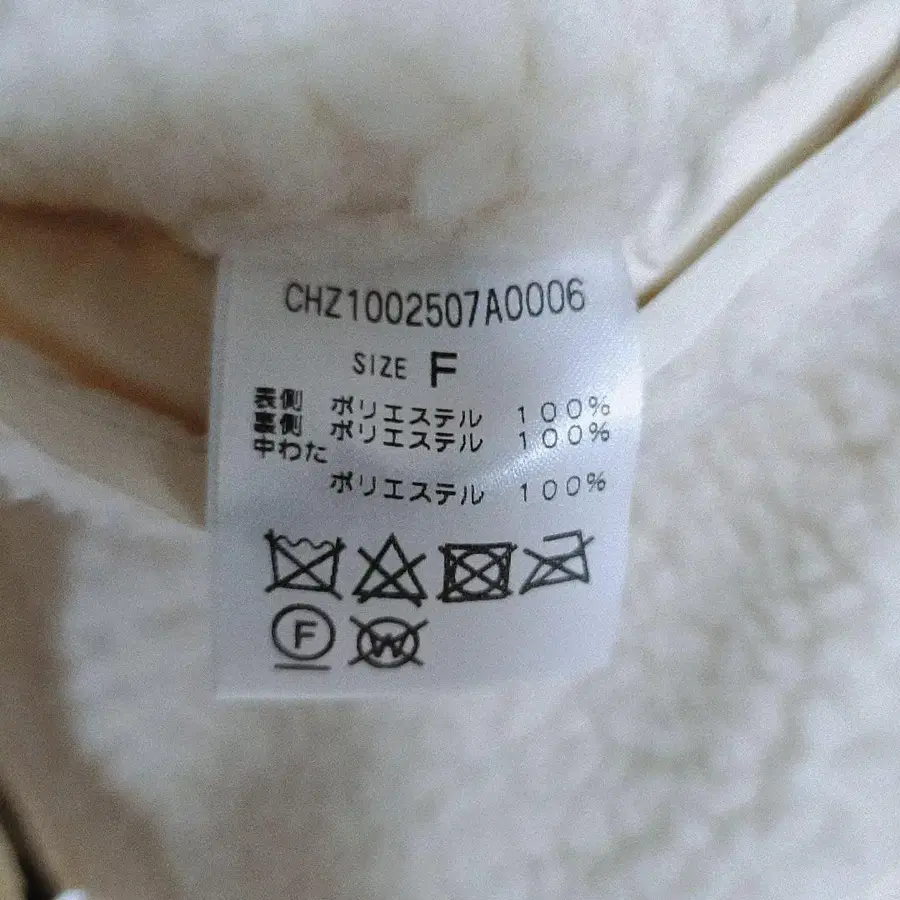 CHZ1002507A0006
SIZE F
表側 ポリエステル 100%
裏側 ポリエステル 100%
中わた
ポリエステル 100%
F W